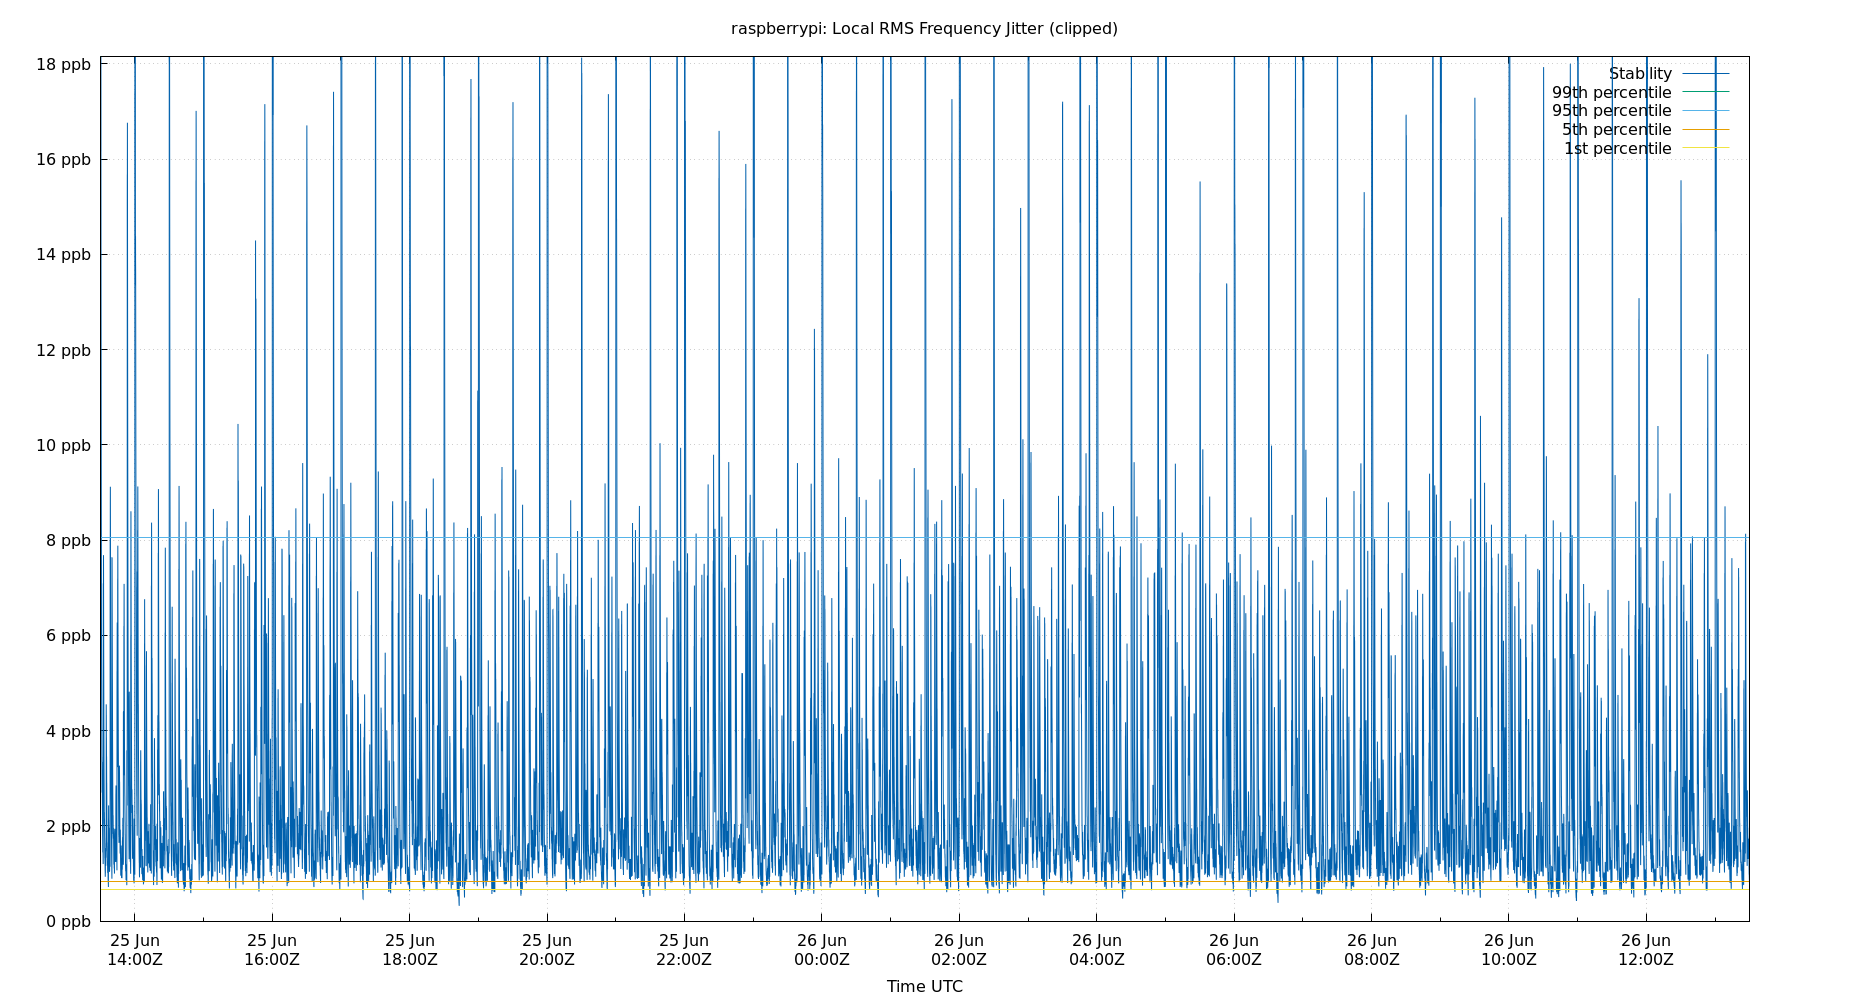 raspberrypi: Local RMS Frequency Jitter (clipped)
18 ppb
16 ppb
14 ppb
12 ppb
10 ppb
8 ppb
6 ppb
4 ppb
2 ppb
0 ppb
Stability
99th percentile
95th percentile
5th percentile
1st percentile
25 Jun 25 Jun 25 Jun 25 Jun 25 Jun 26 Jun 26 Jun 26 Jun 26 Jun 26 Jun 26 Jun 26 Jun
14:00Z 16:00Z 18:00Z 20:00Z 22:00Z 00:00Z 02:00Z 04:00Z 06:00Z 08:00Z 10:00Z 12:00Z
Time UTC